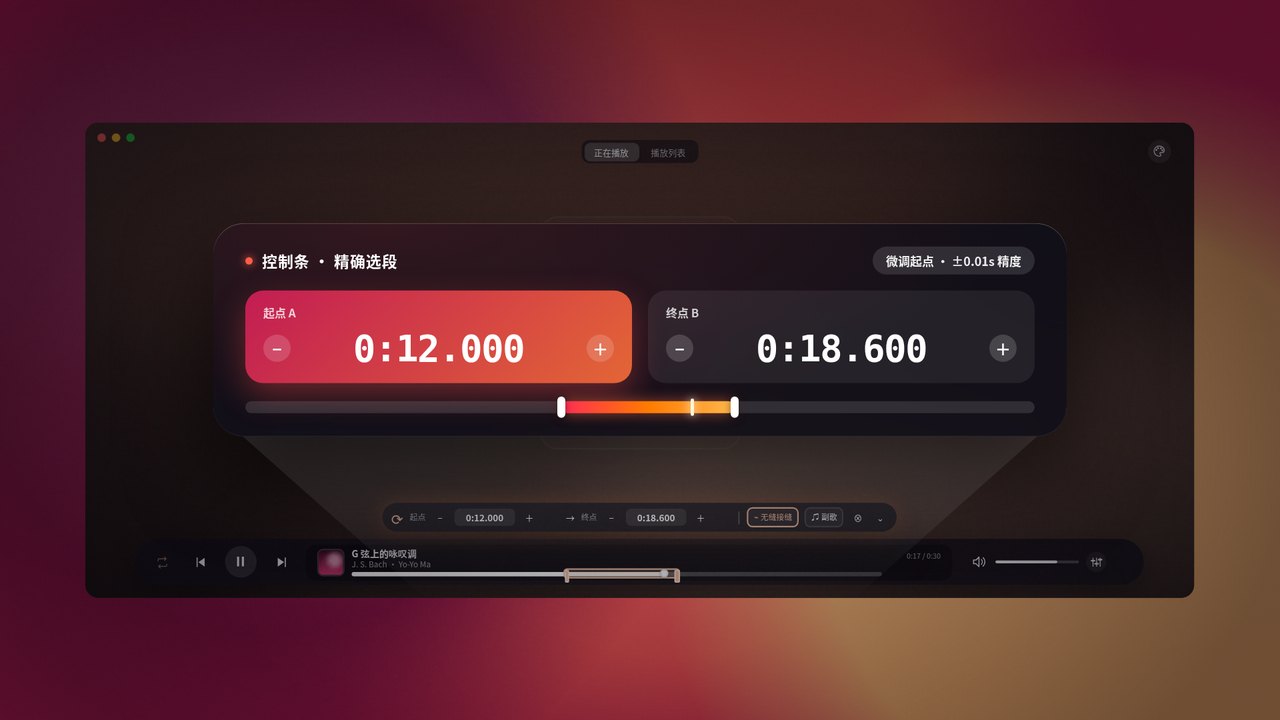 正在播放 播放列表
控制条 · 精确选段
微调起点 · ±0.01s 精度
起点 A
− 0:12.000 +
终点 B
− 0:18.600 +
起点 − 0:12.000 + → 终点 − 0:18.600 + ~ 无缝接缝 副歌
G 弦上的咏叹调
J. S. Bach · Yo-Yo Ma
0:17 / 0:30